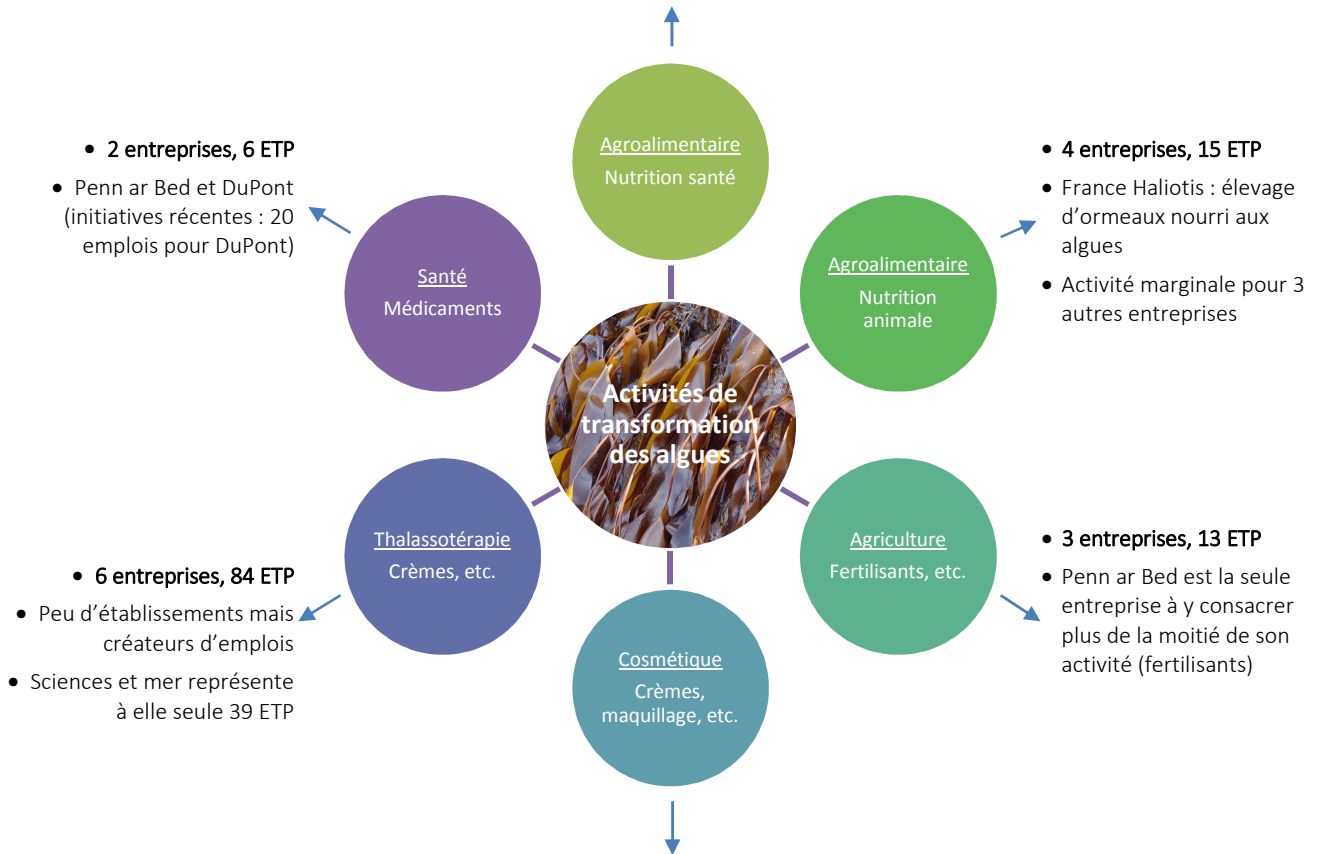 Agroalimentaire
Nutrition santé
• 2 entreprises, 6 ETP
• Penn ar Bed et DuPont
(initiatives récentes : 20
emplois pour DuPont)
• 4 entreprises, 15 ETP
• France Haliotis : élevage
d’ormeaux nourri aux
algues
• Activité marginale pour 3
autres entreprises
Santé
Médicaments
Agroalimentaire
Nutrition
animale
Activités de
transformation
des algues
Thalassotérapie
Crèmes, etc.
Agriculture
Fertilisants, etc.
• 6 entreprises, 84 ETP
• Peu d’établissements mais
créateurs d’emplois
• Sciences et mer représente
à elle seule 39 ETP
• 3 entreprises, 13 ETP
• Penn ar Bed est la seule
entreprise à y consacrer
plus de la moitié de son
activité (fertilisants)
Cosmétique
Crèmes,
maquillage, etc.